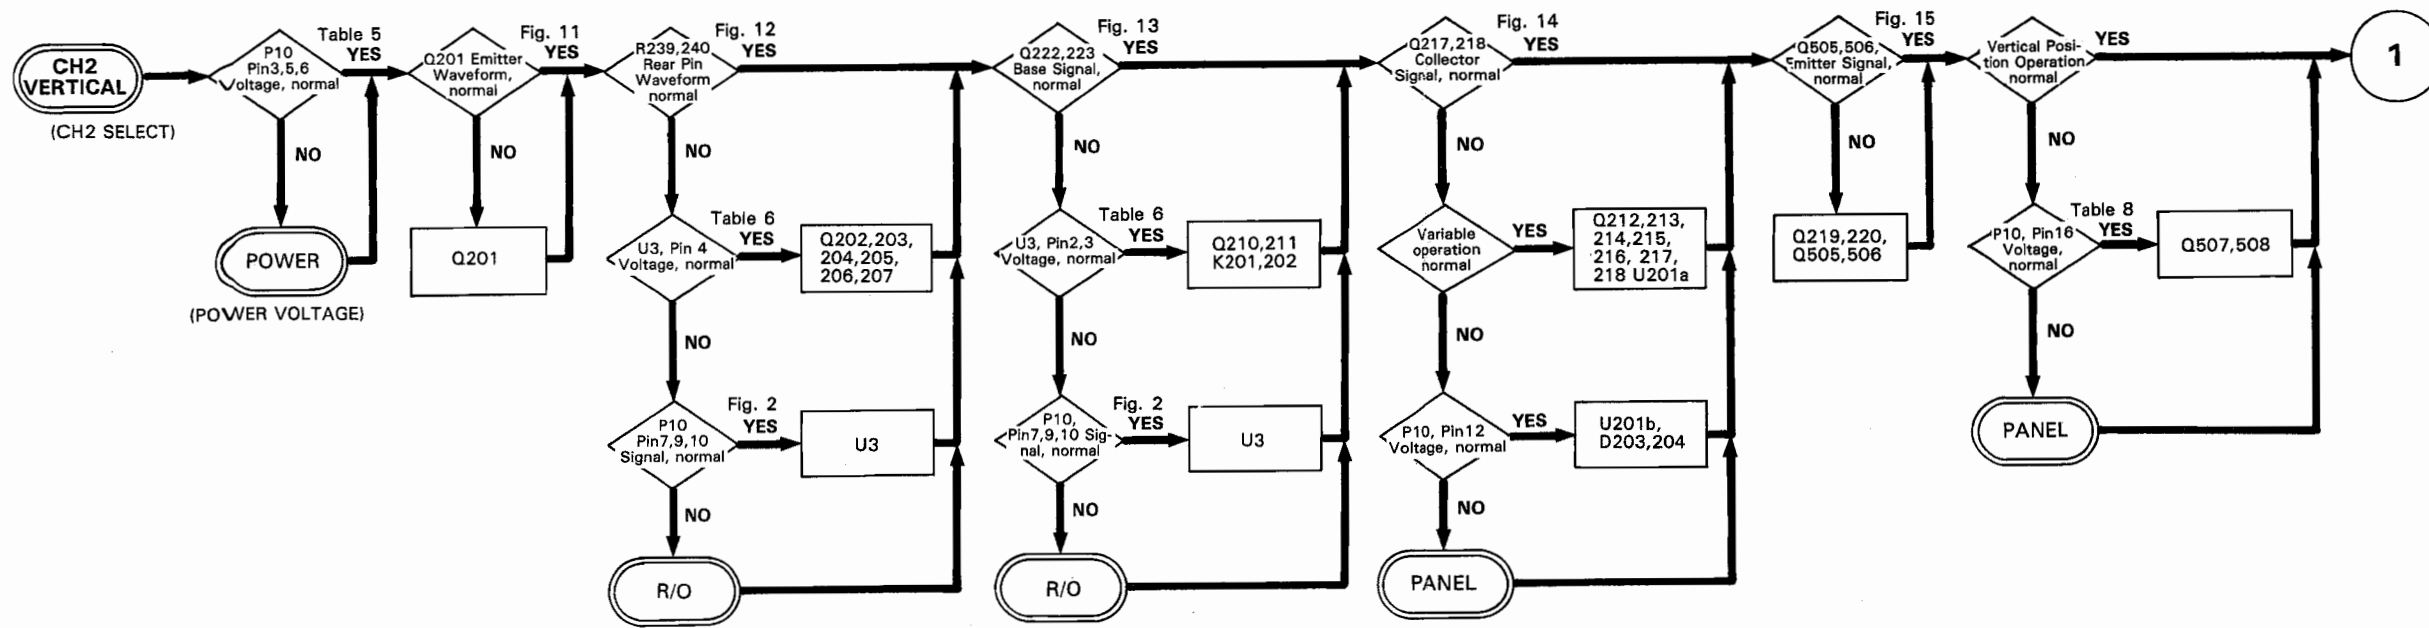 CH2
VERTICAL
(CH2 SELECT)
P10
Pin3,5,6
Voltage, normal
Table 5
YES
NO
POWER
(POWER VOLTAGE)
Q201 Emitter
Waveform,
normal
Fig. 11
YES
NO
Q201
R239,240
Rear Pin
Waveform
normal
Fig. 12
YES
NO
U3, Pin 4
Voltage, normal
Table 6
YES
Q202,203,
204,205,
206,207
NO
P10
Pin7,9,10
Signal, normal
Fig. 2
YES
U3
NO
R/O
Q222,223
Base Signal,
normal
Fig. 13
YES
NO
U3, Pin2,3
Voltage, normal
Table 6
YES
Q210,211
K201,202
NO
P10,
Pin7,9,10 Sig-
nal, normal
Fig. 2
YES
U3
NO
R/O
Q217,218
Collector
Signal, normal
Fig. 14
YES
NO
Variable
operation
normal
YES
Q212,213,
214,215,
216, 217,
218 U201a
NO
P10, Pin12
Voltage, normal
YES
U201b,
D203,204
NO
PANEL
Q505,506,
Emitter Signal,
normal
Fig. 15
YES
NO
Q219,220,
Q505,506
Vertical Posi-
tion Operation
normal
YES
NO
P10, Pin16
Voltage,
normal
Table 8
YES
Q507,508
NO
PANEL
1